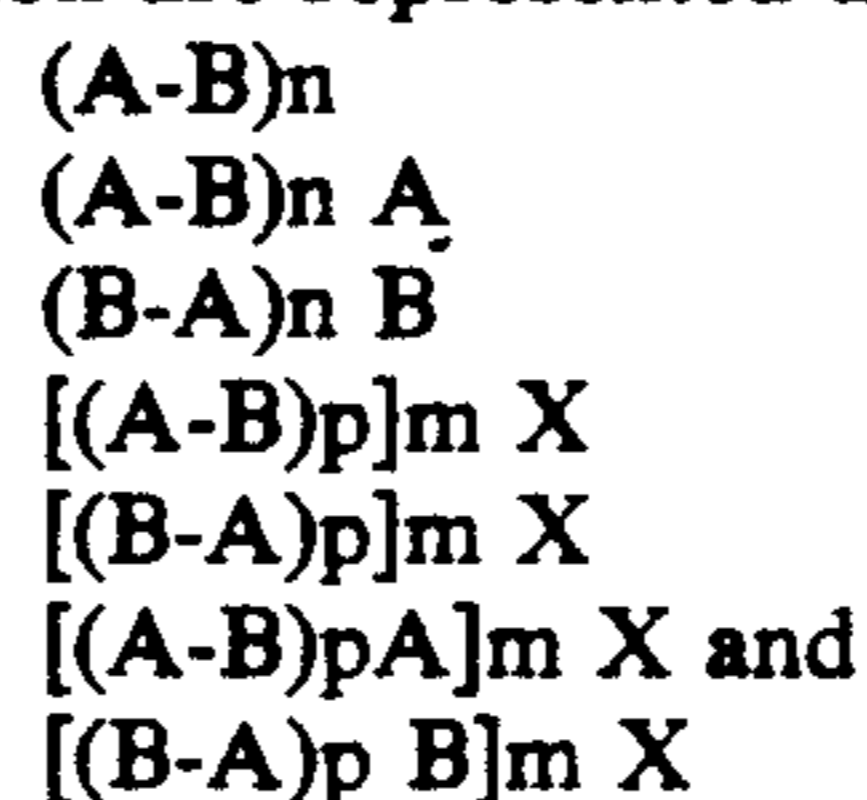 (A-B)n
(A-B)n A
(B-A)n B
[(A-B)p]m X
[(B-A)p]m X
[(A-B)pA]m X and
[(B-A)p B]m X